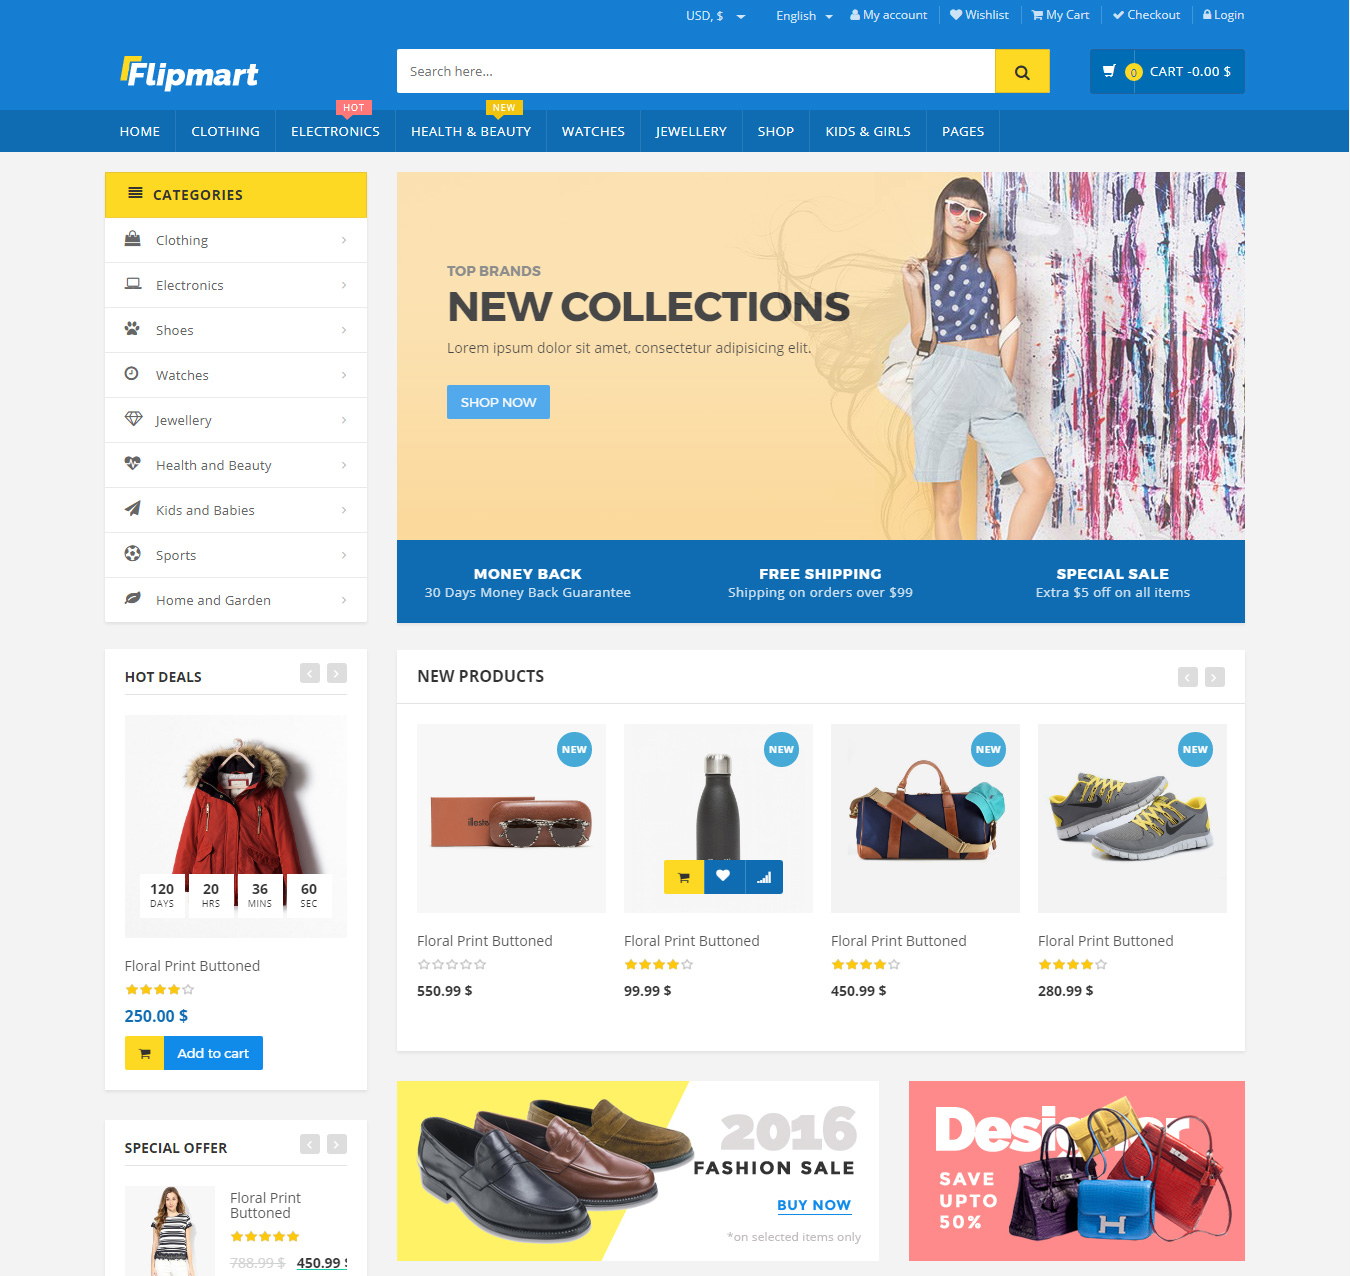 USD, $
English
My account
Wishlist
My Cart
Checkout
Login
Flipmart
Search here...
0
CART -0.00 $
HOT
NEW
HOME
CLOTHING
ELECTRONICS
HEALTH & BEAUTY
WATCHES
JEWELLERY
SHOP
KIDS & GIRLS
PAGES
CATEGORIES
Clothing
Electronics
Shoes
Watches
Jewellery
Health and Beauty
Kids and Babies
Sports
Home and Garden
TOP BRANDS
NEW COLLECTIONS
Lorem ipsum dolor sit amet, consectetur adipisicing elit.
SHOP NOW
MONEY BACK
30 Days Money Back Guarantee
FREE SHIPPING
Shipping on orders over $99
SPECIAL SALE
Extra $5 off on all items
HOT DEALS
120
DAYS
20
HRS
36
MINS
60
SEC
Floral Print Buttoned
250.00 $
Add to cart
SPECIAL OFFER
Floral Print
Buttoned
788.99 $ 450.99
NEW PRODUCTS
NEW
Floral Print Buttoned
550.99 $
NEW
Floral Print Buttoned
99.99 $
NEW
Floral Print Buttoned
450.99 $
NEW
Floral Print Buttoned
280.99 $
2016
FASHION SALE
BUY NOW
*on selected items only
Designer
SAVE
UPTO
50%